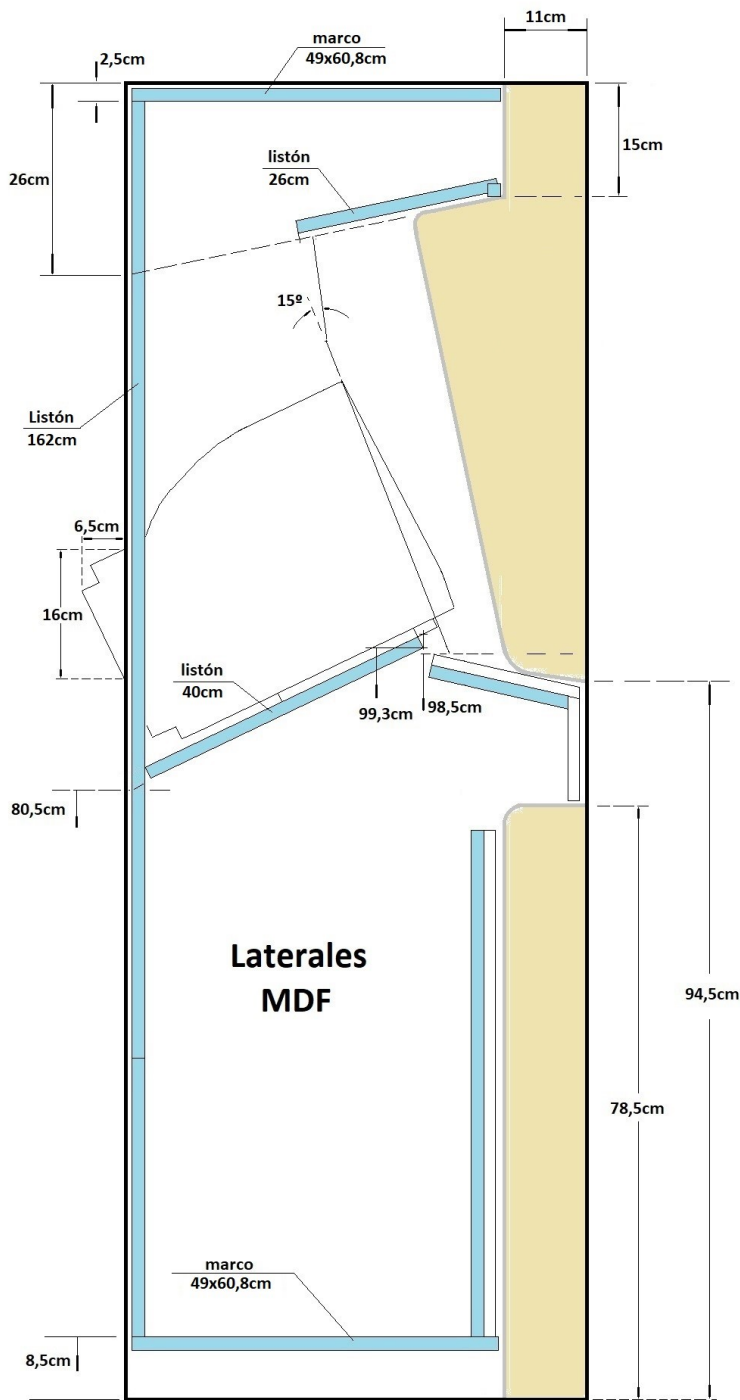 11cm
marco
49x60,8cm
2,5cm
15cm
listón
26cm
26cm
15º
Listón
162cm
6,5cm
16cm
listón
40cm
99,3cm
98,5cm
80,5cm
Laterales
MDF
94,5cm
78,5cm
marco
49x60,8cm
8,5cm